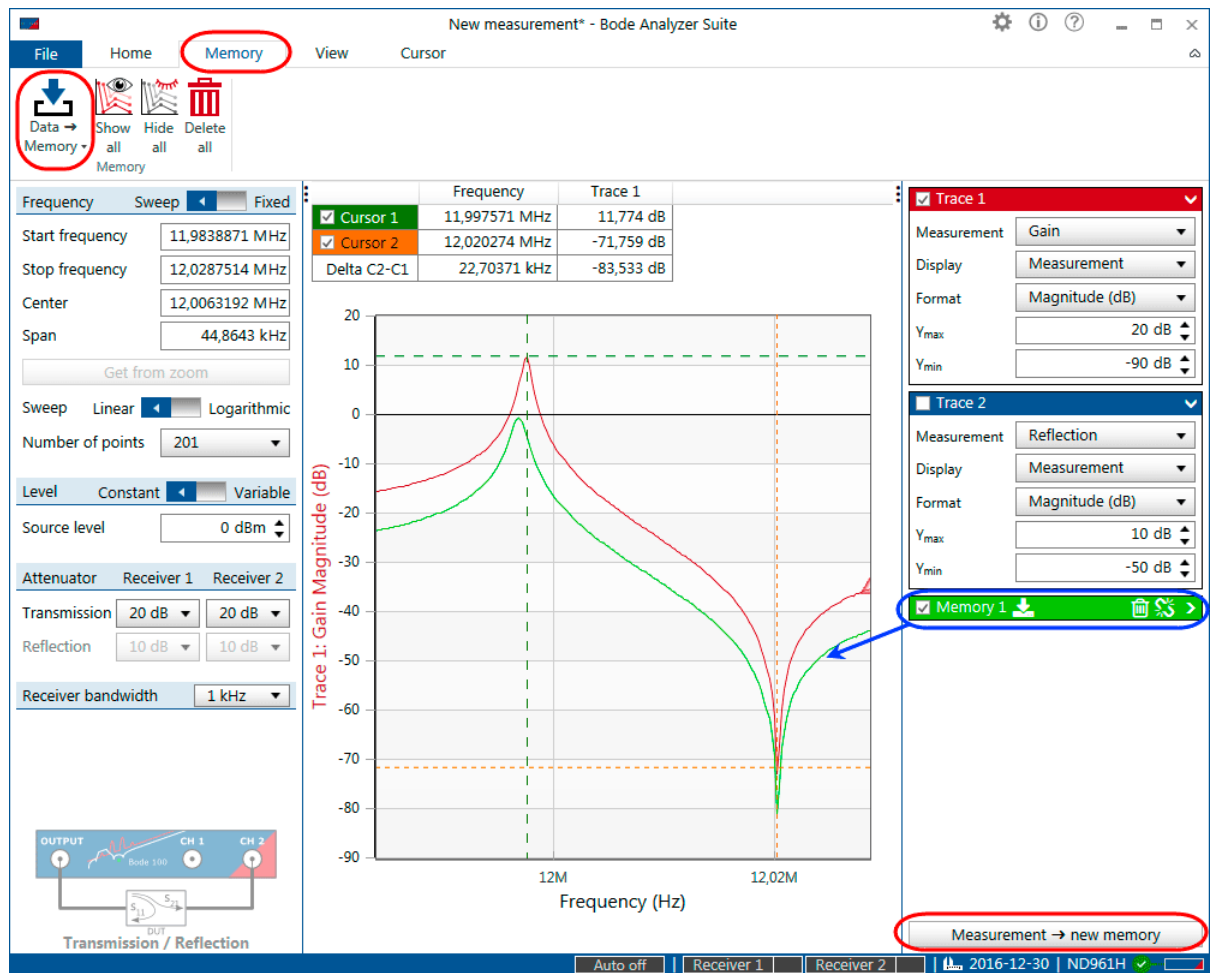 New measurement* - Bode Analyzer Suite
File Home Memory View Cursor
Data → Memory
Show all
Hide all
Delete all
Memory
Frequency Sweep Fixed
Start frequency 11,9838871 MHz
Stop frequency 12,0287514 MHz
Center 12,0063192 MHz
Span 44,8643 kHz
Get from zoom
Sweep Linear Logarithmic
Number of points 201
Level Constant Variable
Source level 0 dBm
Attenuator Receiver 1 Receiver 2
Transmission 20 dB 20 dB
Reflection 10 dB 10 dB
Receiver bandwidth 1 kHz
OUTPUT CH 1 CH 2
Bode 100
S11 S21
DUT
Transmission / Reflection
Frequency Trace 1
Cursor 1 11,997571 MHz 11,774 dB
Cursor 2 12,020274 MHz -71,759 dB
Delta C2-C1 22,70371 kHz -83,533 dB
Trace 1: Gain Magnitude (dB)
20
10
0
-10
-20
-30
-40
-50
-60
-70
-80
-90
12M 12,02M
Frequency (Hz)
Trace 1
Measurement Gain
Display Measurement
Format Magnitude (dB)
Ymax 20 dB
Ymin -90 dB
Trace 2
Measurement Reflection
Display Measurement
Format Magnitude (dB)
Ymax 10 dB
Ymin -50 dB
Memory 1
Measurement → new memory
Auto off | Receiver 1 Receiver 2 | 2016-12-30 | ND961H